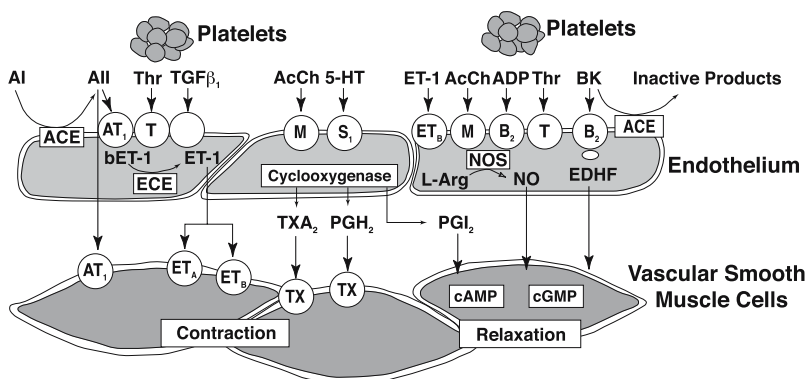 Platelets
Platelets
AI
AII
Thr
TGFβ1
AcCh
5-HT
ET-1
AcCh
ADP
Thr
BK
Inactive Products
ACE
AT1
T
M
S1
ETB
M
B2
T
B2
ACE
bET-1
ET-1
ECE
Cyclooxygenase
NOS
L-Arg
NO
EDHF
Endothelium
TXA2
PGH2
PGI2
AT1
ETA
ETB
TX
TX
cAMP
cGMP
Vascular Smooth
Muscle Cells
Contraction
Relaxation